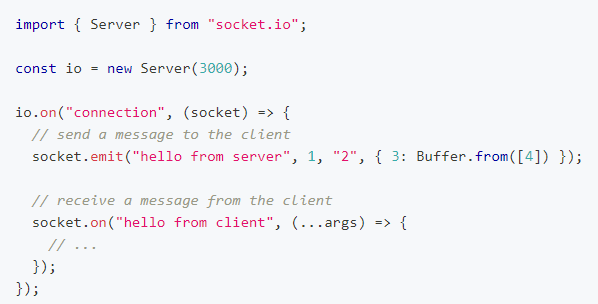 import { Server } from "socket.io";

const io = new Server(3000);

io.on("connection", (socket) => {
  // send a message to the client
  socket.emit("hello from server", 1, "2", { 3: Buffer.from([4]) });

  // receive a message from the client
  socket.on("hello from client", (...args) => {
    // ...
  });
});